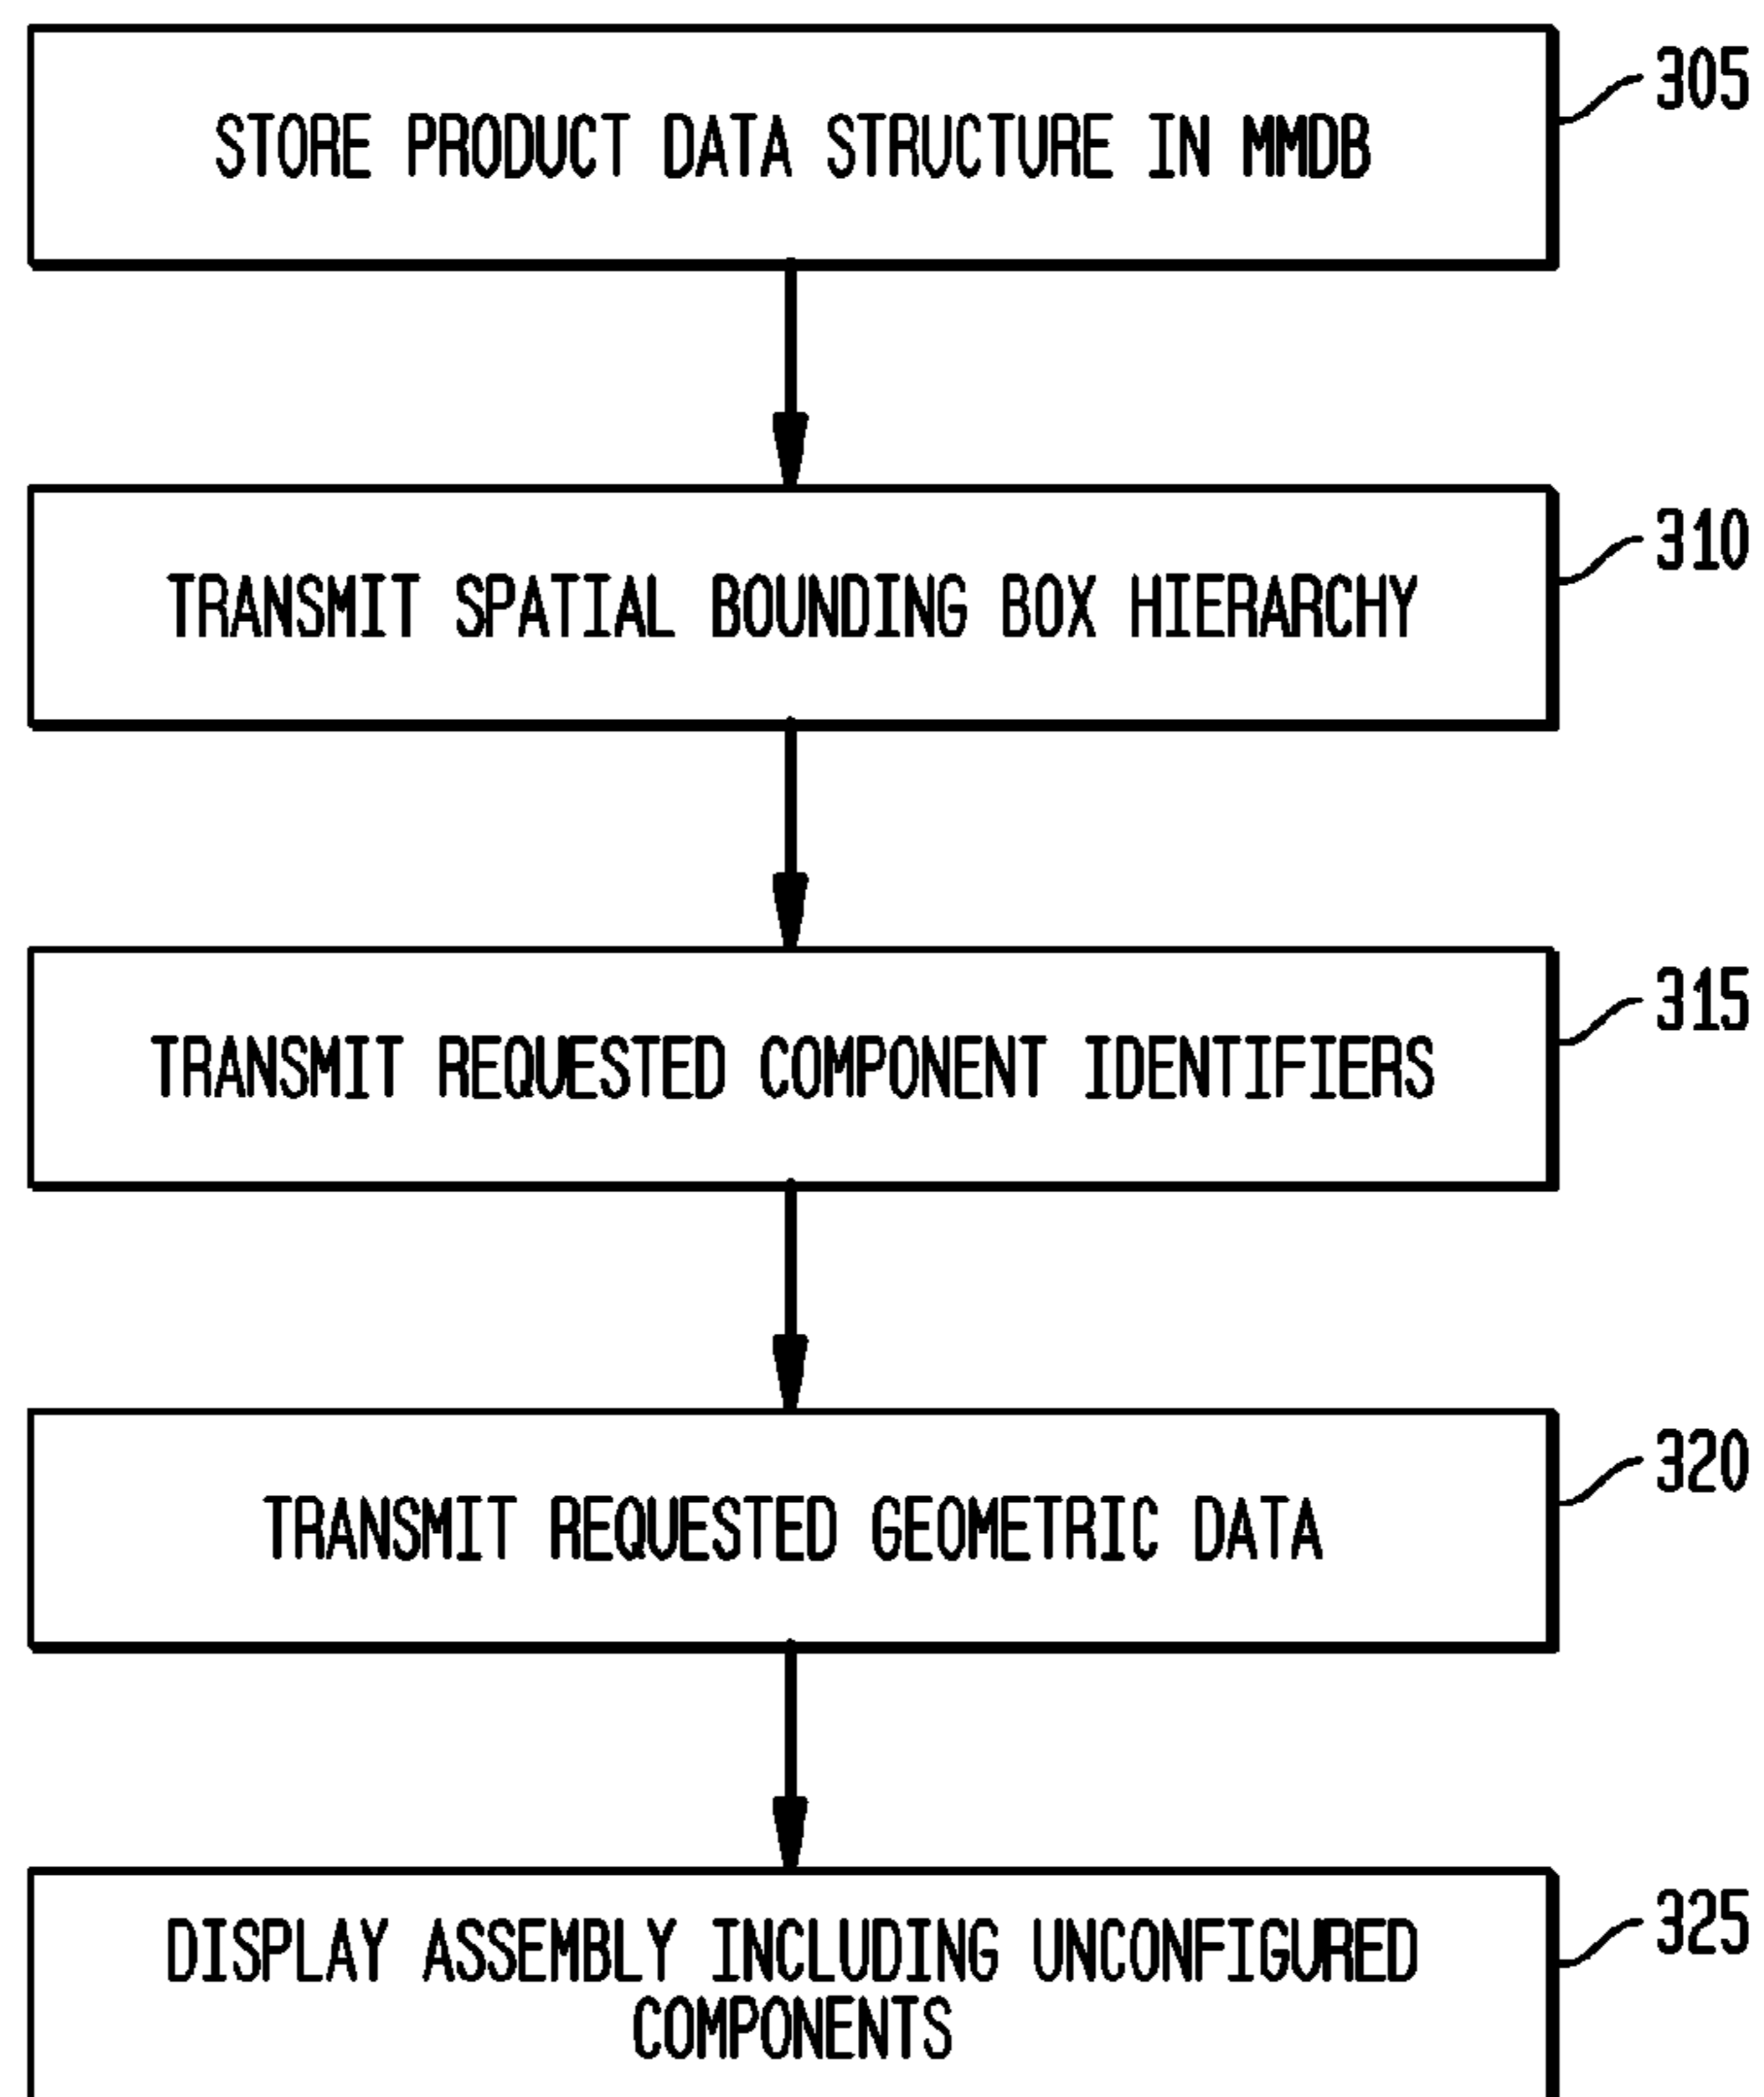 STORE PRODUCT DATA STRUCTURE IN MMDB
305
TRANSMIT SPATIAL BOUNDING BOX HIERARCHY
310
TRANSMIT REQUESTED COMPONENT IDENTIFIERS
315
TRANSMIT REQUESTED GEOMETRIC DATA
320
DISPLAY ASSEMBLY INCLUDING UNCONFIGURED
COMPONENTS
325